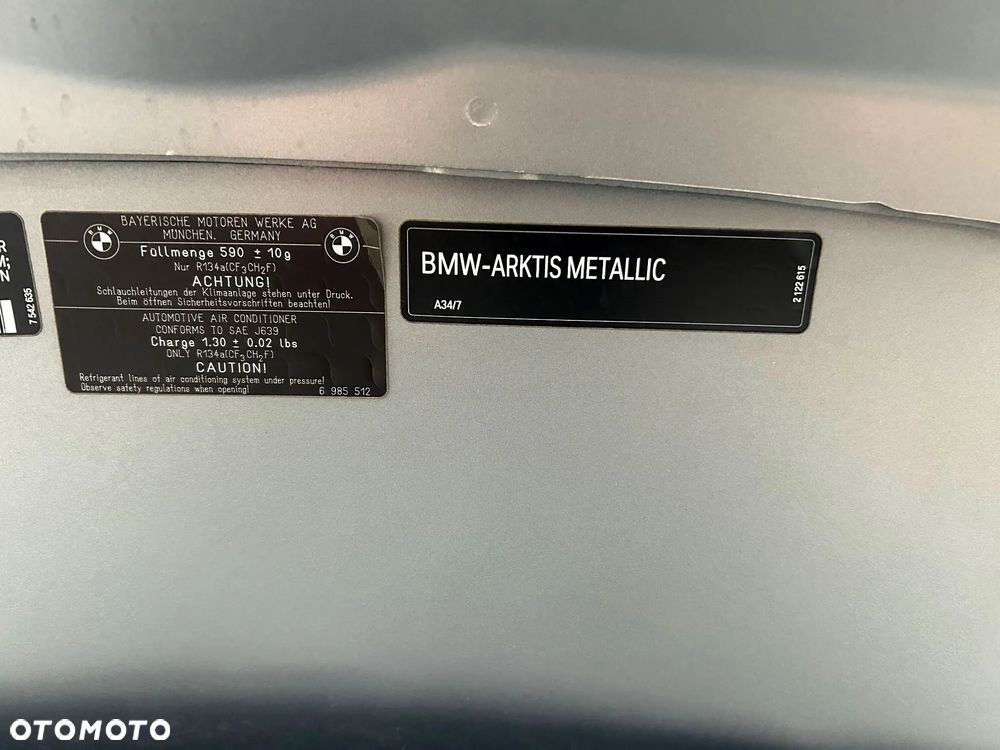 R
M;
N
7 542 635
BAYERISCHE MOTOREN WERKE AG
MÜNCHEN, GERMANY
BMW
BMW
Füllmenge 590 ± 10g
Nur R134a(CF3CH2F)
ACHTUNG!
Schlauchleitungen der Klimaanlage stehen unter Druck.
Beim öffnen Sicherheitsvorschriften beachten!
AUTOMOTIVE AIR CONDITIONER
CONFORMS TO SAE J639
Charge 1.30 ± 0.02 lbs
ONLY R134a(CF3CH2F)
CAUTION!
Refrigerant lines of air conditioning system under pressure!
Observe safety regulations when opening!
6 985 512
BMW-ARKTIS METALLIC
A34/7
2 122 615
OTOMOTO